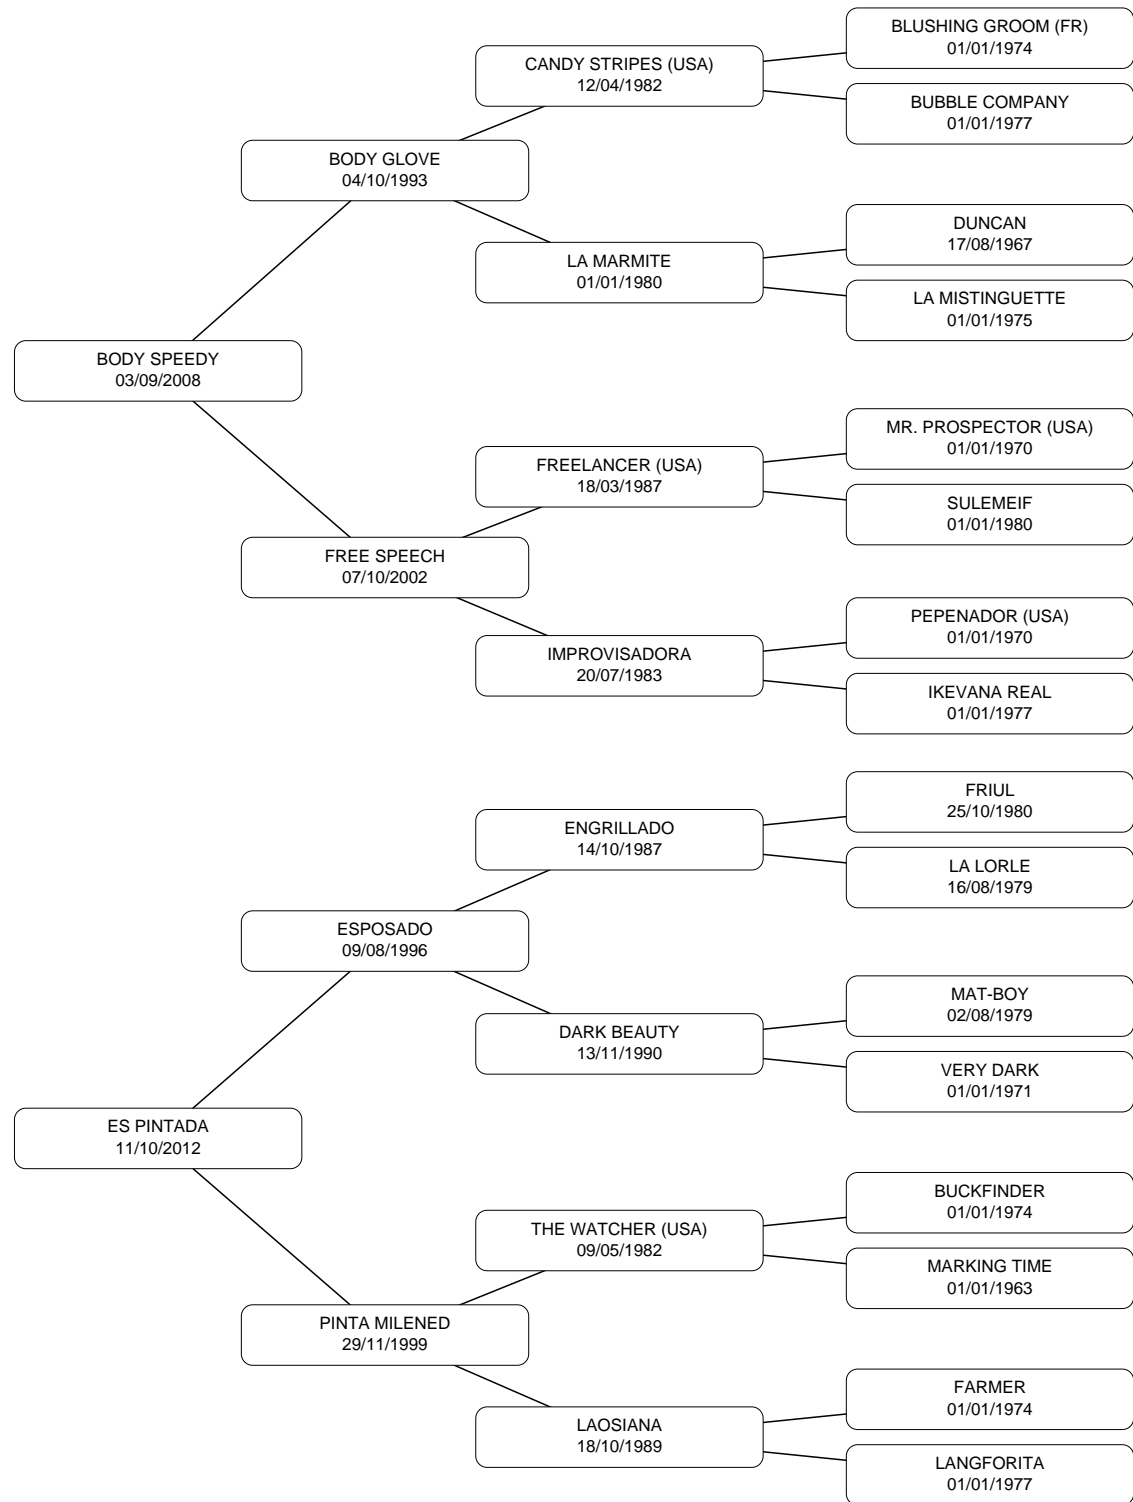 BLUSHING GROOM (FR)
01/01/1974
CANDY STRIPES (USA)
12/04/1982
BUBBLE COMPANY
01/01/1977
BODY GLOVE
04/10/1993
DUNCAN
17/08/1967
LA MARMITE
01/01/1980
LA MISTINGUETTE
01/01/1975
BODY SPEEDY
03/09/2008
MR. PROSPECTOR (USA)
01/01/1970
FREELANCER (USA)
18/03/1987
SULEMEIF
01/01/1980
FREE SPEECH
07/10/2002
PEPENADOR (USA)
01/01/1970
IMPROVISADORA
20/07/1983
IKEVANA REAL
01/01/1977
FRIUL
25/10/1980
ENGRILLADO
14/10/1987
LA LORLE
16/08/1979
ESPOSADO
09/08/1996
MAT-BOY
02/08/1979
DARK BEAUTY
13/11/1990
VERY DARK
01/01/1971
ES PINTADA
11/10/2012
BUCKFINDER
01/01/1974
THE WATCHER (USA)
09/05/1982
MARKING TIME
01/01/1963
PINTA MILENED
29/11/1999
FARMER
01/01/1974
LAOSIANA
18/10/1989
LANGFORITA
01/01/1977